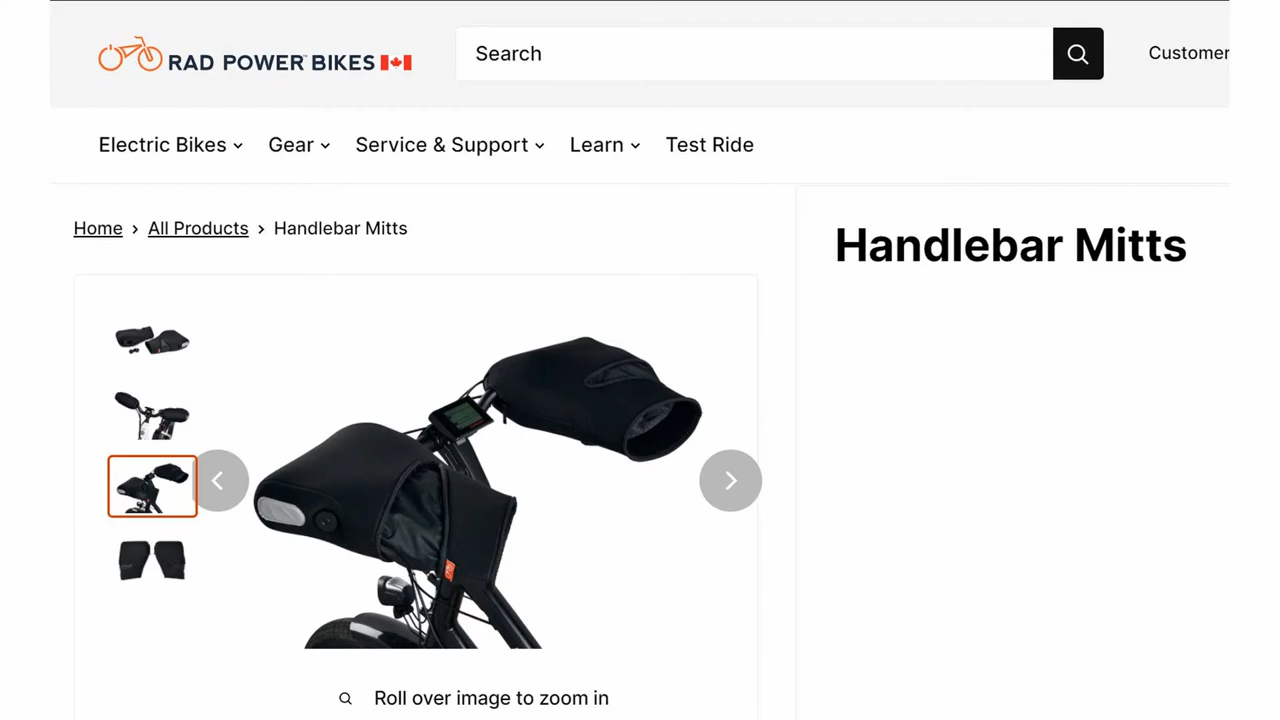 RAD POWER BIKES
Search
Customer
Electric Bikes
Gear
Service & Support
Learn
Test Ride
Home › All Products › Handlebar Mitts
Handlebar Mitts
Roll over image to zoom in